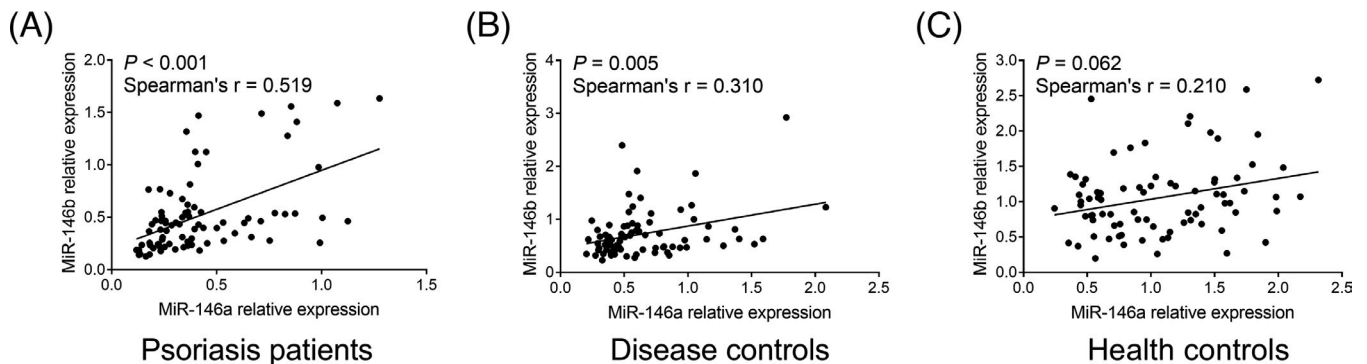 (A)
P < 0.001
Spearman's r = 0.519
MiR-146b relative expression
2.0
1.5
1.0
0.5
0.0
0.0 0.5 1.0 1.5
MiR-146a relative expression
Psoriasis patients
(B)
P = 0.005
Spearman's r = 0.310
MiR-146b relative expression
4
3
2
1
0
0.0 0.5 1.0 1.5 2.0 2.5
MiR-146a relative expression
Disease controls
(C)
P = 0.062
Spearman's r = 0.210
MiR-146b relative expression
3.0
2.5
2.0
1.5
1.0
0.5
0.0
0.0 0.5 1.0 1.5 2.0 2.5
MiR-146a relative expression
Health controls